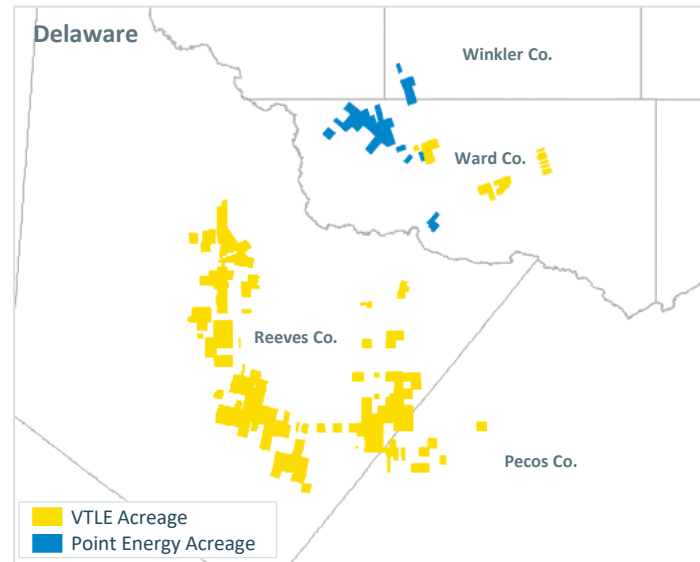 Delaware
Winkler Co.
Ward Co.
Reeves Co.
Pecos Co.
VTLE Acreage
Point Energy Acreage